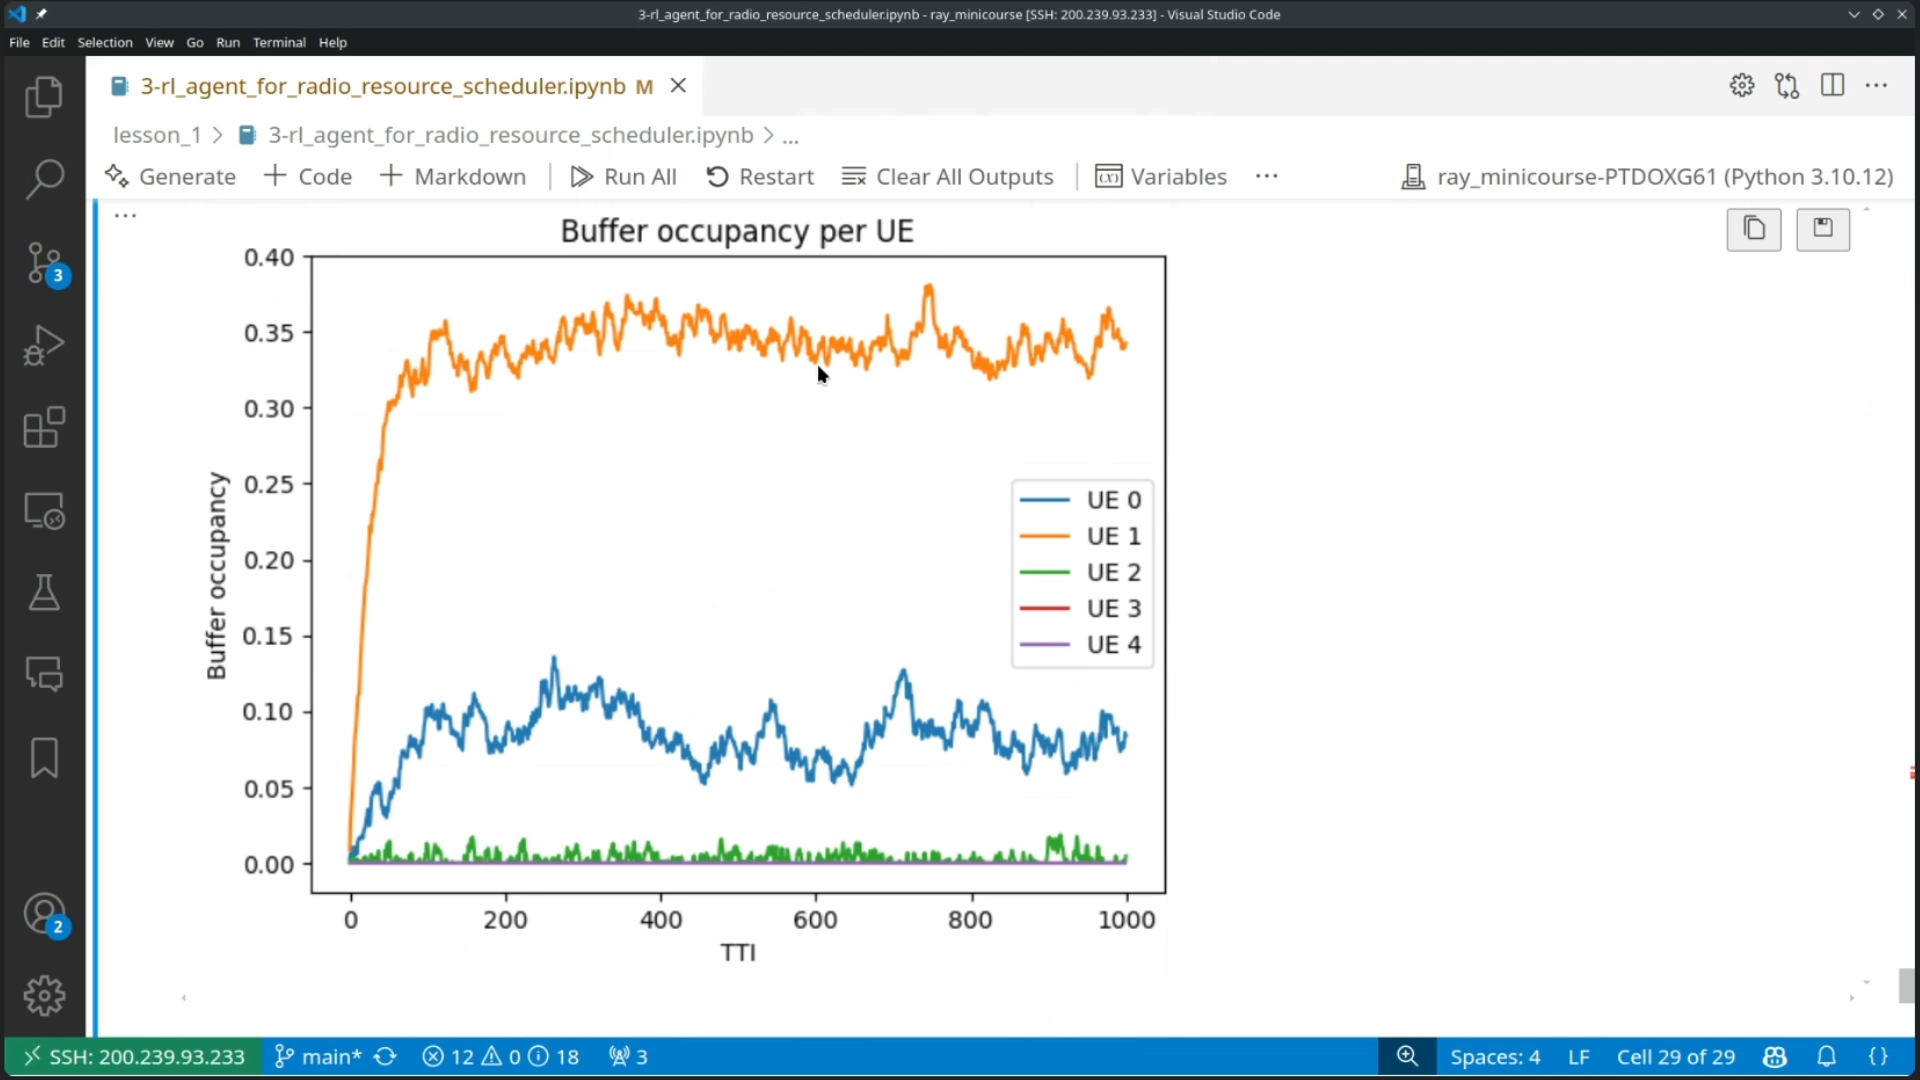 3-rl_agent_for_radio_resource_scheduler.ipynb - ray_minicourse [SSH: 200.239.93.233] - Visual Studio Code
File Edit Selection View Go Run Terminal Help
3-rl_agent_for_radio_resource_scheduler.ipynb M
lesson_1 > 3-rl_agent_for_radio_resource_scheduler.ipynb > ...
Generate + Code + Markdown Run All Restart Clear All Outputs Variables ... ray_minicourse-PTDOXG61 (Python 3.10.12)
Buffer occupancy per UE
0.40
0.35
0.30
0.25
0.20
0.15
0.10
0.05
0.00
Buffer occupancy
UE 0
UE 1
UE 2
UE 3
UE 4
0 200 400 600 800 1000
TTI
3
2
SSH: 200.239.93.233 main* 12 0 18 3 Spaces: 4 LF Cell 29 of 29 {}